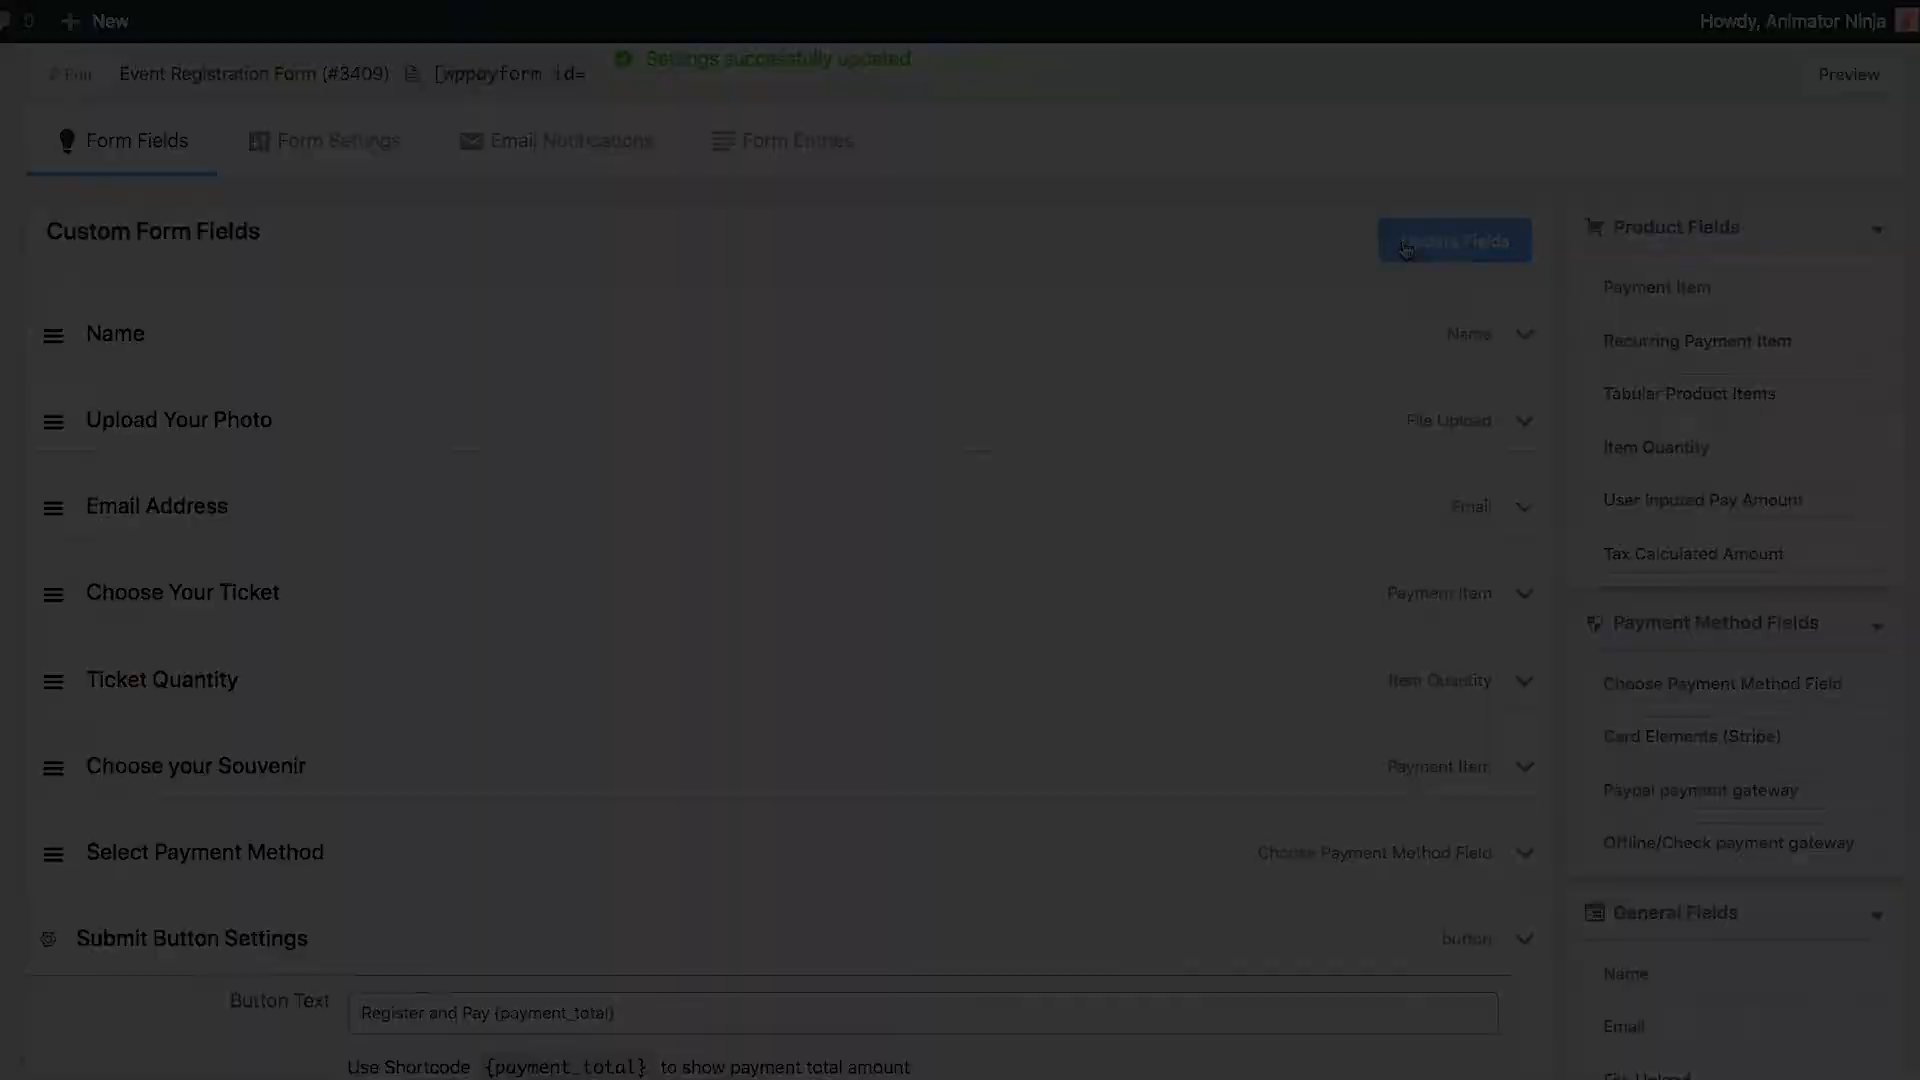 0 New Howdy, Animator Ninja
Edit Event Registration Form (#3409) [wppayform id= Settings successfully updated Preview
Form Fields Form Settings Email Notifications Form Entries
Custom Form Fields Update Fields
Name Name
Upload Your Photo File Upload
Email Address Email
Choose Your Ticket Payment Item
Ticket Quantity Item Quantity
Choose your Souvenir Payment Item
Select Payment Method Choose Payment Method Field
Submit Button Settings button
Button Text Register and Pay {payment_total}
Use Shortcode {payment_total} to show payment total amount
Product Fields
Payment Item
Recurring Payment Item
Tabular Product Items
Item Quantity
User Inputed Pay Amount
Tax Calculated Amount
Payment Method Fields
Choose Payment Method Field
Card Elements (Stripe)
Paypal payment gateway
Offline/Check payment gateway
General Fields
Name
Email
File Upload